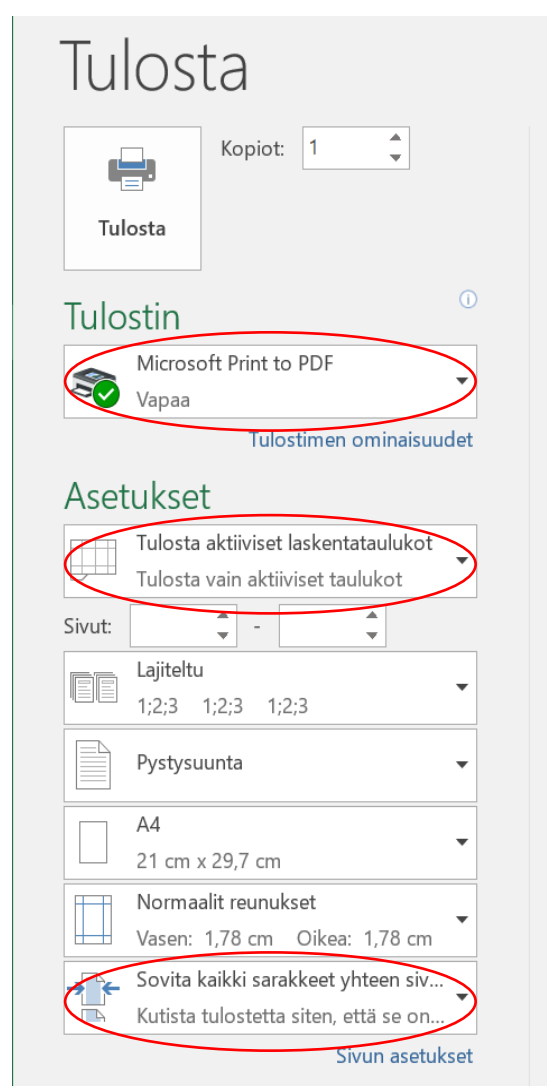 Tulosta
Kopiot: 1
Tulosta
Tulostin
Microsoft Print to PDF
Vapaa
Tulostimen ominaisuudet
Asetukset
Tulosta aktiiviset laskentataulukot
Tulosta vain aktiiviset taulukot
Sivut: -
Lajiteltu
1;2;3 1;2;3 1;2;3
Pystysuunta
A4
21 cm x 29,7 cm
Normaalit reunukset
Vasen: 1,78 cm Oikea: 1,78 cm
Sovita kaikki sarakkeet yhteen siv...
Kutista tulostetta siten, että se on...
Sivun asetukset